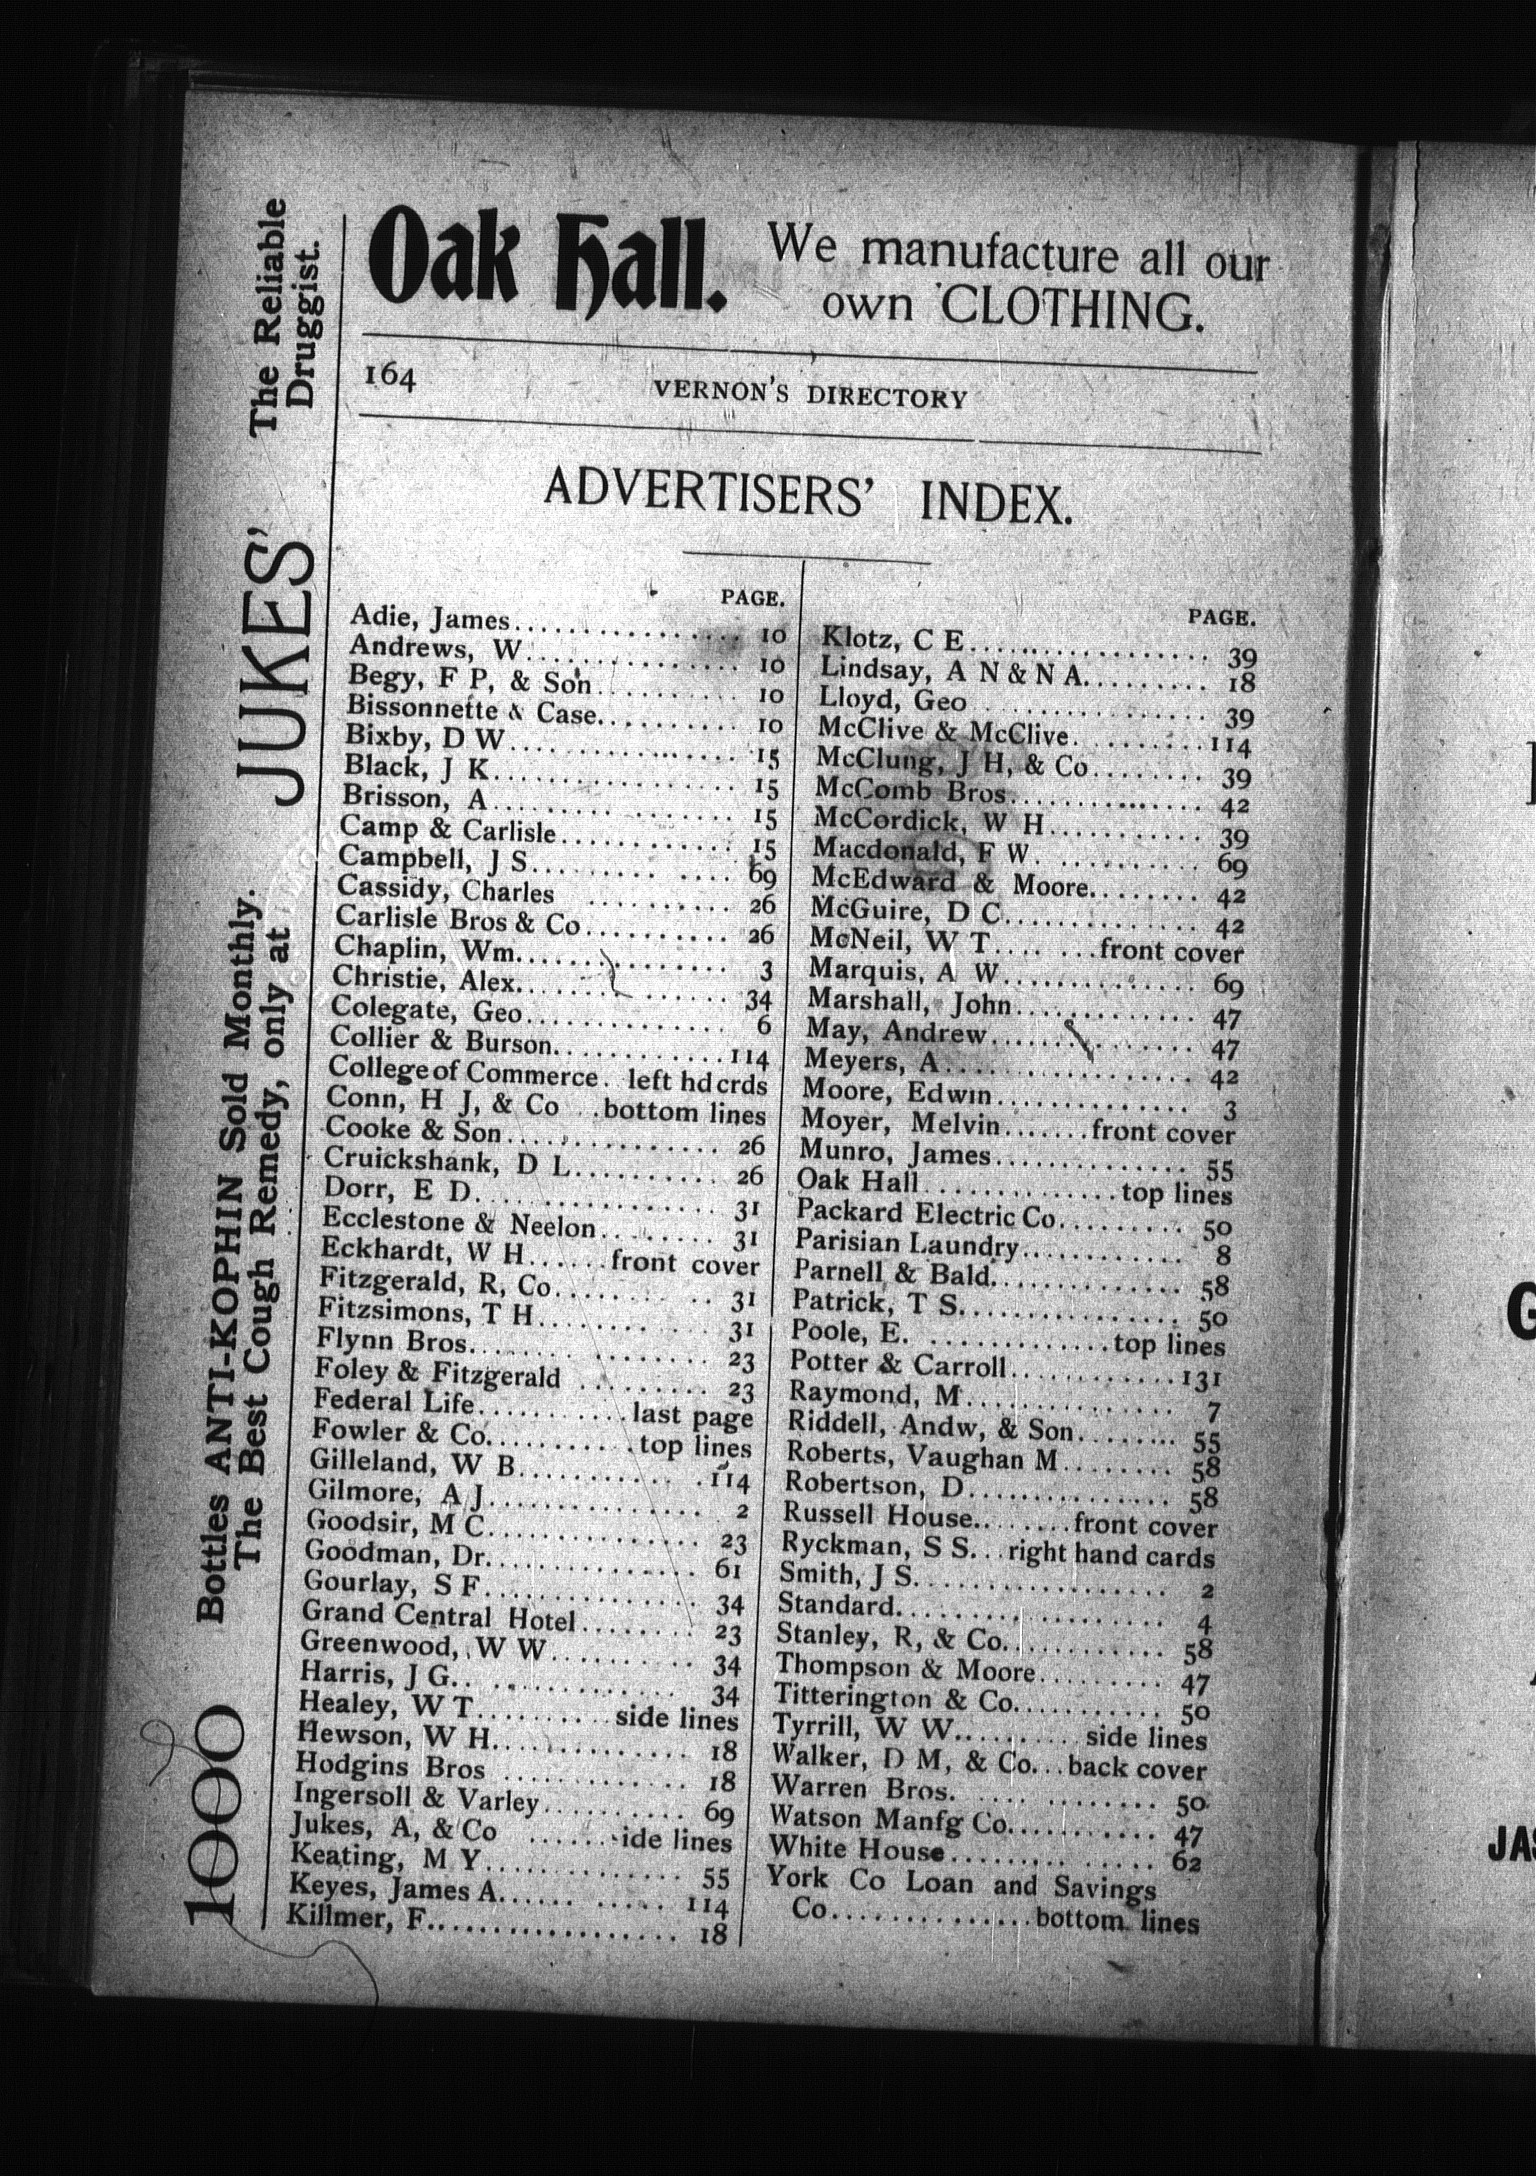 Oak Hall. We manufacture all our
own CLOTHING.
164 VERNON'S DIRECTORY
ADVERTISERS' INDEX.
PAGE.
Adie, James................ 10
Andrews, W................ 10
Begy, F P, & Son.......... 10
Bissonnette & Case.......... 10
Bixby, D W................ 15
Black, J K................ 15
Brisson, A................ 15
Camp & Carlisle............ 15
Campbell, J S............ 69
Cassidy, Charles .......... 26
Carlisle Bros & Co.......... 26
Chaplin, Wm................ 3
Christie, Alex.............. 34
Colegate, Geo.............. 6
Collier & Burson............114
College of Commerce.. left hd crds
Conn, H J, & Co ..bottom lines
Cooke & Son................ 26
Cruickshank, D L.......... 26
Dorr, E D................ 31
Ecclestone & Neelon........ 31
Eckhardt, W H......front cover
Fitzgerald, R, Co.......... 31
Fitzsimons, T H.......... 31
Flynn Bros................ 23
Foley & Fitzgerald ........ 23
Federal Life...........last page
Fowler & Co...........top lines
Gilleland, W B............114
Gilmore, A J.............. 2
Goodsir, M C.............. 23
Goodman, Dr.............. 61
Gourlay, S F.............. 34
Grand Central Hotel........ 23
Greenwood, W W.......... 34
Harris, J G.............. 34
Healey, W T..........side lines
Hewson, W H.............. 18
Hodgins Bros ............ 18
Ingersoll & Varley.......... 69
Jukes, A, & Co ......ide lines
Keating, M Y.............. 55
Keyes, James A............ 114
Killmer, F................ 18
PAGE.
Klotz, C E................ 39
Lindsay, A N & N A......... 18
Lloyd, Geo ................ 39
McClive & McClive..........114
McClung, J H, & Co........ 39
McComb Bros.............. 42
McCordick, W H............ 39
Macdonald, F W............ 69
McEdward & Moore........ 42
McGuire, D C.............. 42
McNeil, W T.... ...front cover
Marquis, A W.............. 69
Marshall, John............ 47
May, Andrew.............. 47
Meyers, A................ 42
Moore, Edwin.............. 3
Moyer, Melvin.......front cover
Munro, James.............. 55
Oak Hall..............top lines
Packard Electric Co......... 50
Parisian Laundry............ 8
Parnell & Bald............ 58
Patrick, T S.............. 50
Poole, E. ............top lines
Potter & Carroll............131
Raymond, M.............. 7
Riddell, Andw, & Son........ 55
Roberts, Vaughan M........ 58
Robertson, D.............. 58
Russell House........front cover
Ryckman, S S...right hand cards
Smith, J S................ 2
Standard.................. 4
Stanley, R, & Co............ 58
Thompson & Moore......... 47
Titterington & Co........... 50
Tyrrill, W W.......... side lines
Walker, D M, & Co...back cover
Warren Bros. .......... 50
Watson Manfg Co........... 47
White House.............. 62
York Co Loan and Savings
Co..............bottom lines
1000 Bottles ANTI-KOPHIN Sold Monthly.
The Best Cough Remedy, only at JUKES' The Reliable
Druggist.
G